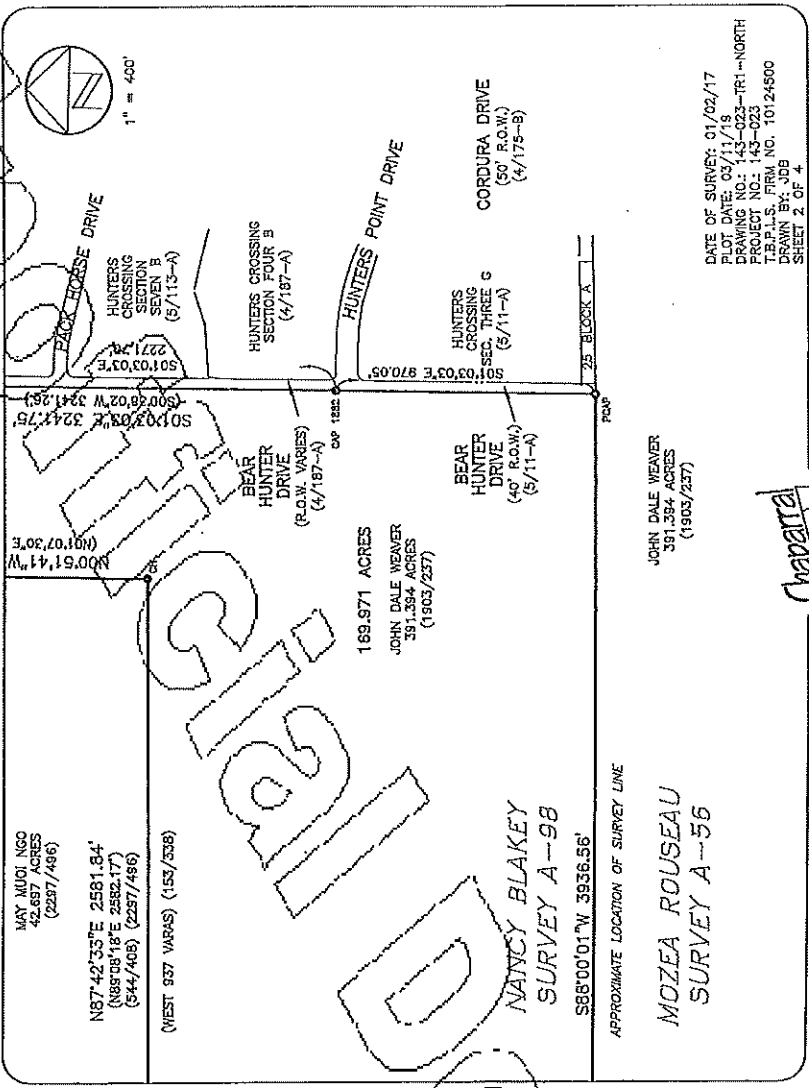 MAY MUOI NGO
42.697 ACRES
(2297/496)
N87°42'33"E 2581.84'
(N89°08'18"E 2582.17')
(544/408) (2297/496)
(WEST 937 VARAS) (153/338)
N00°51'41"W
(N01°07'30"E
S01°03'03"E 3241.75'
(S00°38'02"W 3241.26')
S01°03'03"E
2271.70'
PACK HORSE DRIVE
HUNTERS
CROSSING
SECTION
SEVEN B
(5/113-A)
1" = 400'
N
HUNTERS CROSSING
SECTION FOUR B
(4/187-A)
BEAR
HUNTER
DRIVE
(R.O.W. VARIES)
(4/187-A)
CAP 1882
HUNTERS POINT DRIVE
S01°03'03"E 970.05'
HUNTERS
CROSSING
SEC. THREE G
(5/11-A)
CORDURA DRIVE
(50' R.O.W.)
(4/175-B)
BEAR
HUNTER
DRIVE
(40' R.O.W.)
(5/11-A)
169.971 ACRES
JOHN DALE WEAVER
391.394 ACRES
(1903/237)
25 BLOCK A
PCAP
NANCY BLAKEY
SURVEY A-98
S88°00'01"W 3936.56'
APPROXIMATE LOCATION OF SURVEY LINE
MOZEA ROUSEAU
SURVEY A-56
JOHN DALE WEAVER
391.394 ACRES
(1903/237)
DATE OF SURVEY: 01/02/17
PLOT DATE: 03/11/19
DRAWING NO.: 143-023-TR1-NORTH
PROJECT NO.: 143-023
T.B.P.L.S. FIRM NO. 10124500
DRAWN BY: JDB
SHEET 2 OF 4
Chaparral